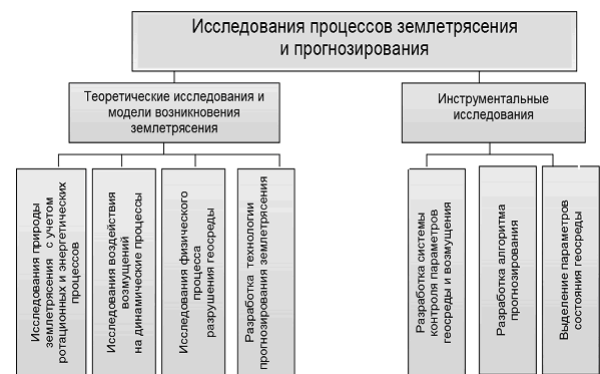 Исследования процессов землетрясения
и прогнозирования
Теоретические исследования и
модели возникновения
землетрясения
Инструментальные
исследования
Исследования природы
землетрясения с учетом
ротационных и энергетических
процессов
Исследования воздействия
возмущений
на динамические процессы
Исследования физического
процесса
разрушения геосреды
Разработка технологии
прогнозирования землетрясения
Разработка системы
контроля параметров
геосреды и возмущения
Разработка алгоритма
прогнозирования
Выделение параметров
состояния геосреды